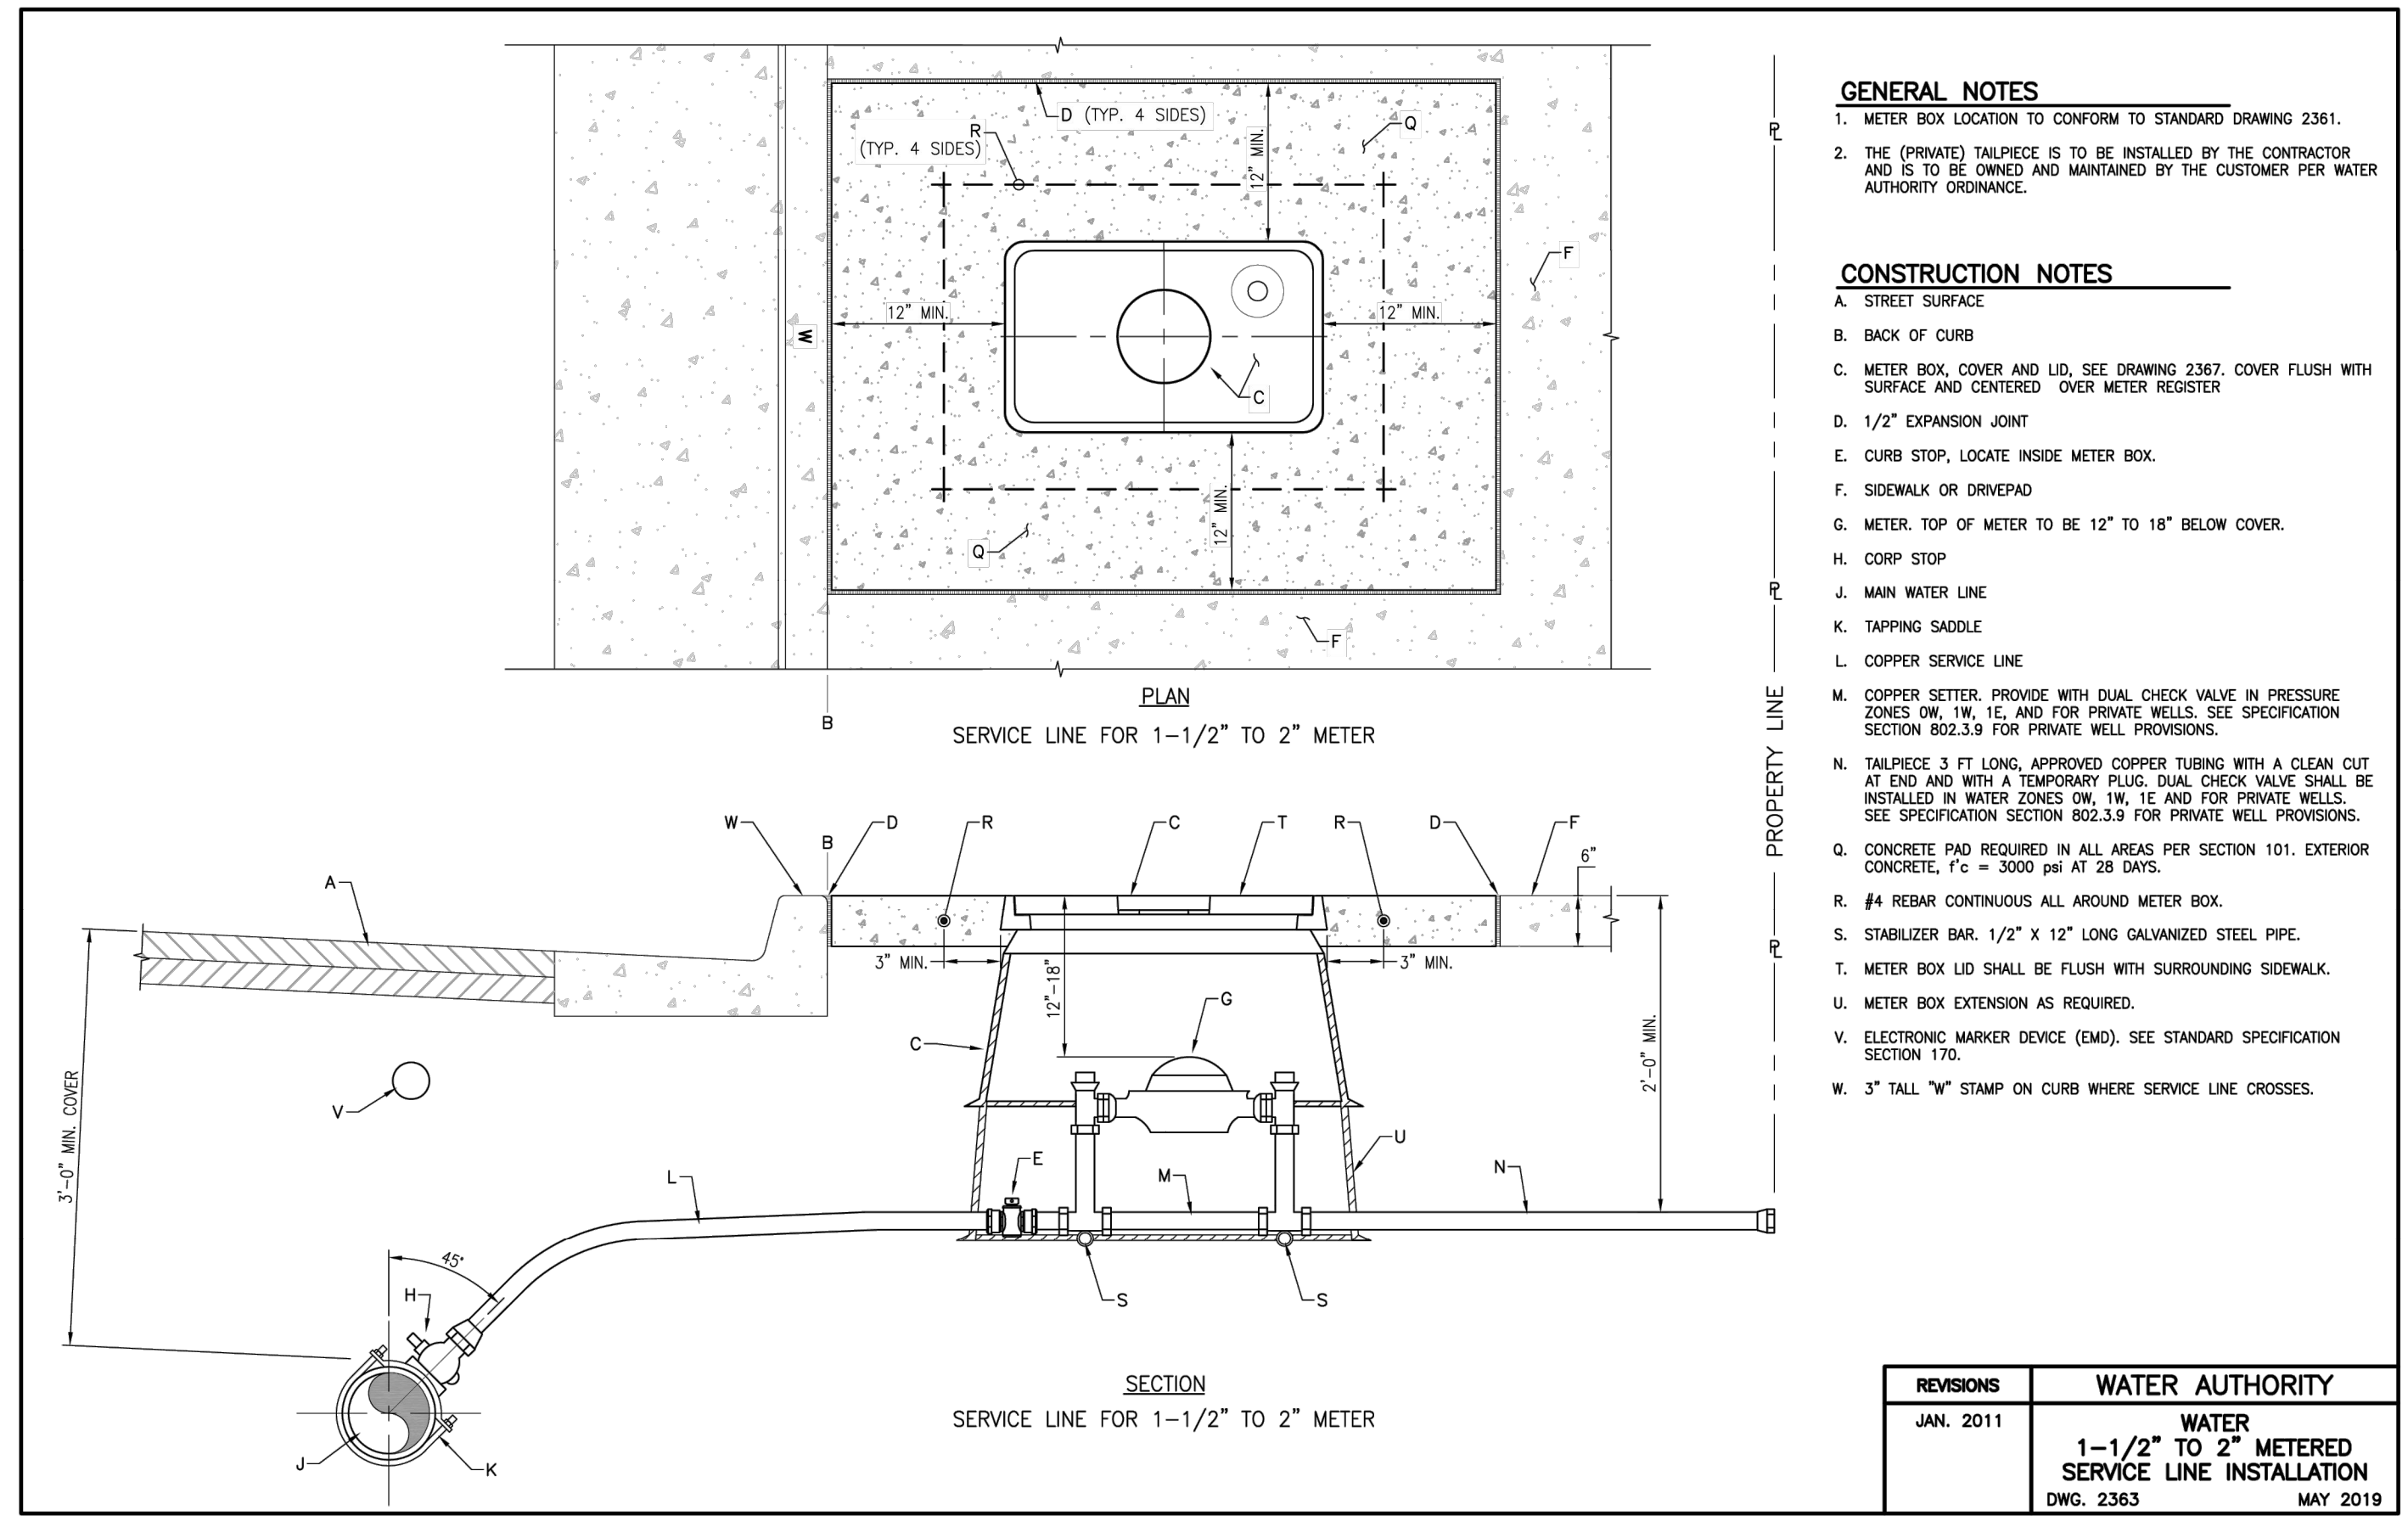 D (TYP. 4 SIDES)
R
(TYP. 4 SIDES)
Q
12" MIN.
F
12" MIN.
12" MIN.
W
C
12" MIN.
Q
F
B
PLAN
SERVICE LINE FOR 1-1/2" TO 2" METER
W
D
R
C
T
R
D
F
B
6"
A
3" MIN.
3" MIN.
12"-18"
G
C
V
3'-0" MIN. COVER
2'-0" MIN.
U
E
L
M
N
45°
H
S
S
J
K
SECTION
SERVICE LINE FOR 1-1/2" TO 2" METER
PL
PL
PROPERTY LINE
PL
GENERAL NOTES
1. METER BOX LOCATION TO CONFORM TO STANDARD DRAWING 2361.
2. THE (PRIVATE) TAILPIECE IS TO BE INSTALLED BY THE CONTRACTOR
AND IS TO BE OWNED AND MAINTAINED BY THE CUSTOMER PER WATER
AUTHORITY ORDINANCE.
CONSTRUCTION NOTES
A. STREET SURFACE
B. BACK OF CURB
C. METER BOX, COVER AND LID, SEE DRAWING 2367. COVER FLUSH WITH
SURFACE AND CENTERED OVER METER REGISTER
D. 1/2" EXPANSION JOINT
E. CURB STOP, LOCATE INSIDE METER BOX.
F. SIDEWALK OR DRIVEPAD
G. METER. TOP OF METER TO BE 12" TO 18" BELOW COVER.
H. CORP STOP
J. MAIN WATER LINE
K. TAPPING SADDLE
L. COPPER SERVICE LINE
M. COPPER SETTER. PROVIDE WITH DUAL CHECK VALVE IN PRESSURE
ZONES 0W, 1W, 1E, AND FOR PRIVATE WELLS. SEE SPECIFICATION
SECTION 802.3.9 FOR PRIVATE WELL PROVISIONS.
N. TAILPIECE 3 FT LONG, APPROVED COPPER TUBING WITH A CLEAN CUT
AT END AND WITH A TEMPORARY PLUG. DUAL CHECK VALVE SHALL BE
INSTALLED IN WATER ZONES 0W, 1W, 1E AND FOR PRIVATE WELLS.
SEE SPECIFICATION SECTION 802.3.9 FOR PRIVATE WELL PROVISIONS.
Q. CONCRETE PAD REQUIRED IN ALL AREAS PER SECTION 101. EXTERIOR
CONCRETE, f'c = 3000 psi AT 28 DAYS.
R. #4 REBAR CONTINUOUS ALL AROUND METER BOX.
S. STABILIZER BAR. 1/2" X 12" LONG GALVANIZED STEEL PIPE.
T. METER BOX LID SHALL BE FLUSH WITH SURROUNDING SIDEWALK.
U. METER BOX EXTENSION AS REQUIRED.
V. ELECTRONIC MARKER DEVICE (EMD). SEE STANDARD SPECIFICATION
SECTION 170.
W. 3" TALL "W" STAMP ON CURB WHERE SERVICE LINE CROSSES.
REVISIONS
JAN. 2011
WATER AUTHORITY
WATER
1-1/2" TO 2" METERED
SERVICE LINE INSTALLATION
DWG. 2363 MAY 2019